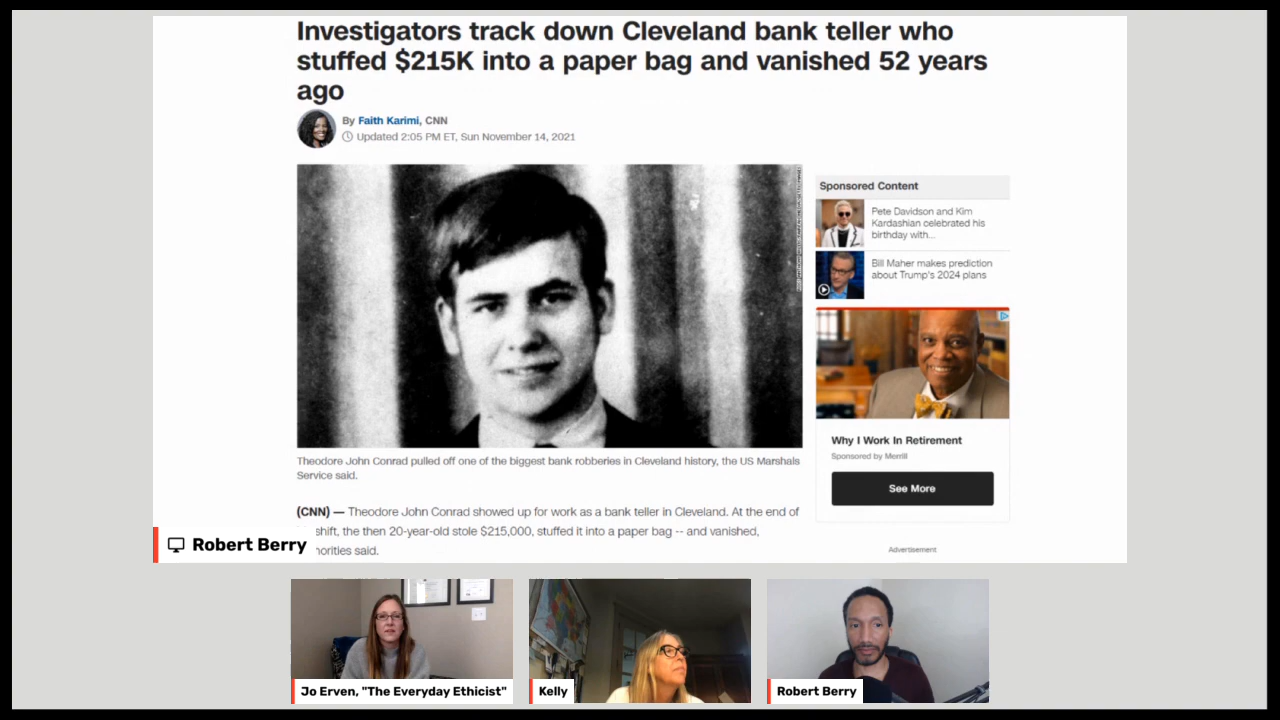 Investigators track down Cleveland bank teller who
stuffed $215K into a paper bag and vanished 52 years
ago
By Faith Karimi, CNN
Updated 2:05 PM ET, Sun November 14, 2021
Sponsored Content
Pete Davidson and Kim
Kardashian celebrated his
birthday with...
Bill Maher makes prediction
about Trump's 2024 plans
Theodore John Conrad pulled off one of the biggest bank robberies in Cleveland history, the US Marshals
Service said.
Why I Work In Retirement
Sponsored by Merrill
See More
(CNN) — Theodore John Conrad showed up for work as a bank teller in Cleveland. At the end of
shift, the then 20-year-old stole $215,000, stuffed it into a paper bag -- and vanished,
horities said.
Advertisement
Robert Berry
Jo Erven, "The Everyday Ethicist"
Kelly
Robert Berry